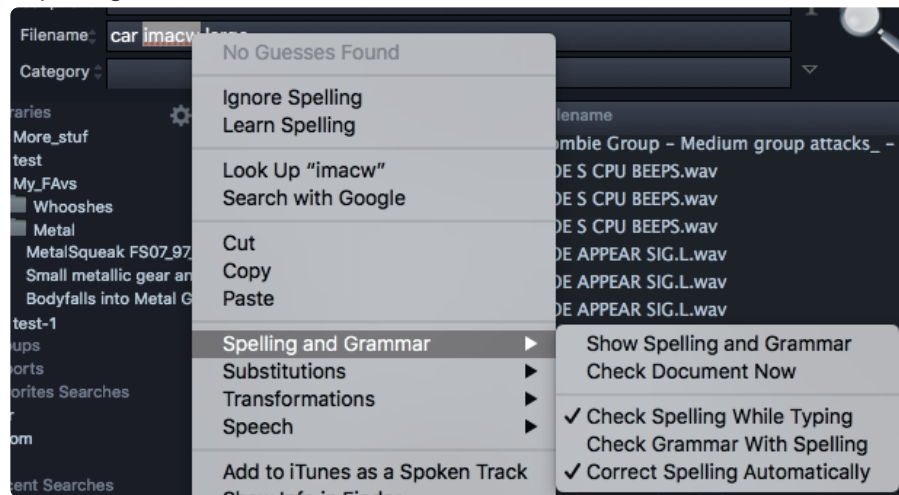 Filename: car imacw
Category
No Guesses Found
Ignore Spelling
Learn Spelling
Look Up “imacw”
Search with Google
Cut
Copy
Paste
Spelling and Grammar
Substitutions
Transformations
Speech
Add to iTunes as a Spoken Track
Show Spelling and Grammar
Check Document Now
✓ Check Spelling While Typing
Check Grammar With Spelling
✓ Correct Spelling Automatically
raries
More_stuf
test
My_FAvs
Whooshes
Metal
MetalSqueak FS07_97_
Small metallic gear an
Bodyfalls into Metal G
test-1
oups
orts
orites Searches
om
cent Searches
lename
ombie Group - Medium group attacks_ -
DE S CPU BEEPS.wav
DE S CPU BEEPS.wav
DE S CPU BEEPS.wav
DE APPEAR SIG.L.wav
DE APPEAR SIG.L.wav
DE APPEAR SIG.L.wav